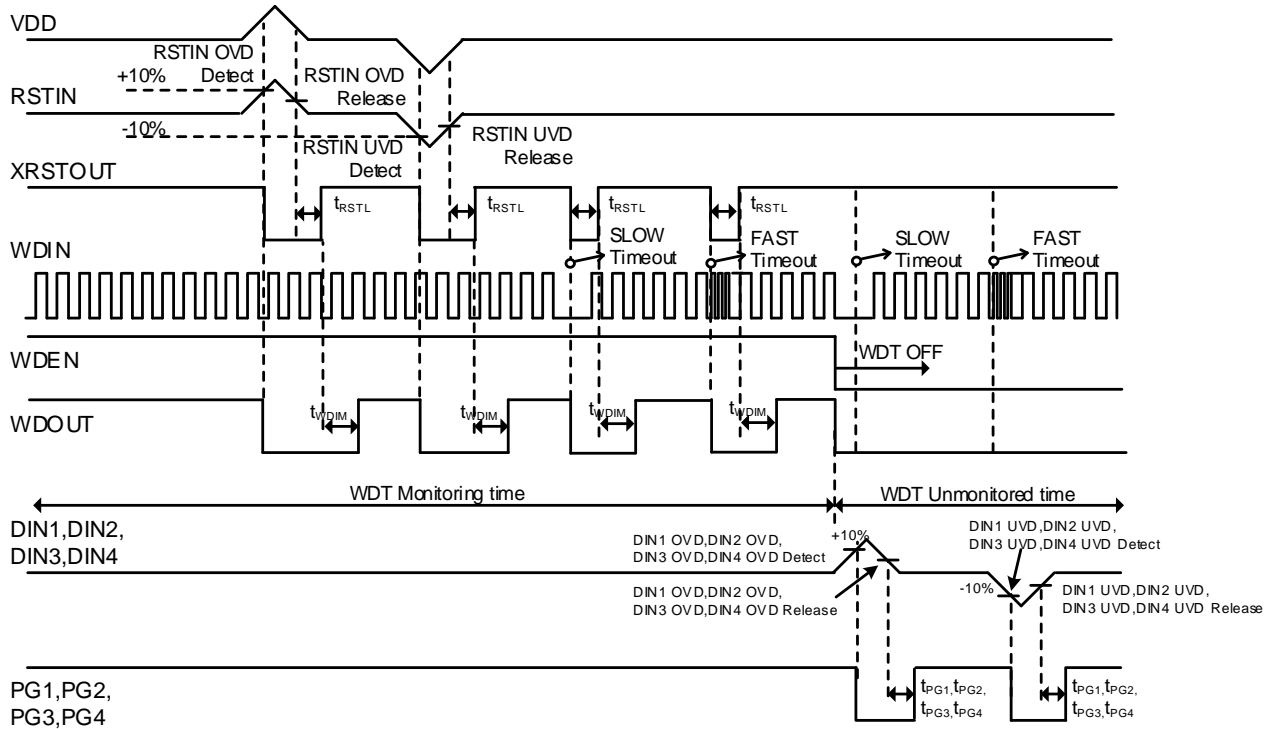 VDD
RSTIN OVD
Detect
+10%
RSTIN OVD
Release
RSTIN
-10%
RSTIN UVD
Detect
RSTIN UVD
Release
XRSTOUT
tRSTL
tRSTL
tRSTL
tRSTL
SLOW
Timeout
FAST
Timeout
SLOW
Timeout
FAST
Timeout
WDIN
WDEN
WDT OFF
WDOUT
tWDIM
tWDIM
tWDIM
tWDIM
WDT Monitoring time
WDT Unmonitored time
DIN1,DIN2,
DIN3,DIN4
DIN1 OVD,DIN2 OVD,
DIN3 OVD,DIN4 OVD Detect
+10%
DIN1 UVD,DIN2 UVD,
DIN3 UVD,DIN4 UVD Detect
DIN1 OVD,DIN2 OVD,
DIN3 OVD,DIN4 OVD Release
-10%
DIN1 UVD,DIN2 UVD,
DIN3 UVD,DIN4 UVD Release
PG1,PG2,
PG3,PG4
tPG1,tPG2,
tPG3,tPG4
tPG1,tPG2,
tPG3,tPG4